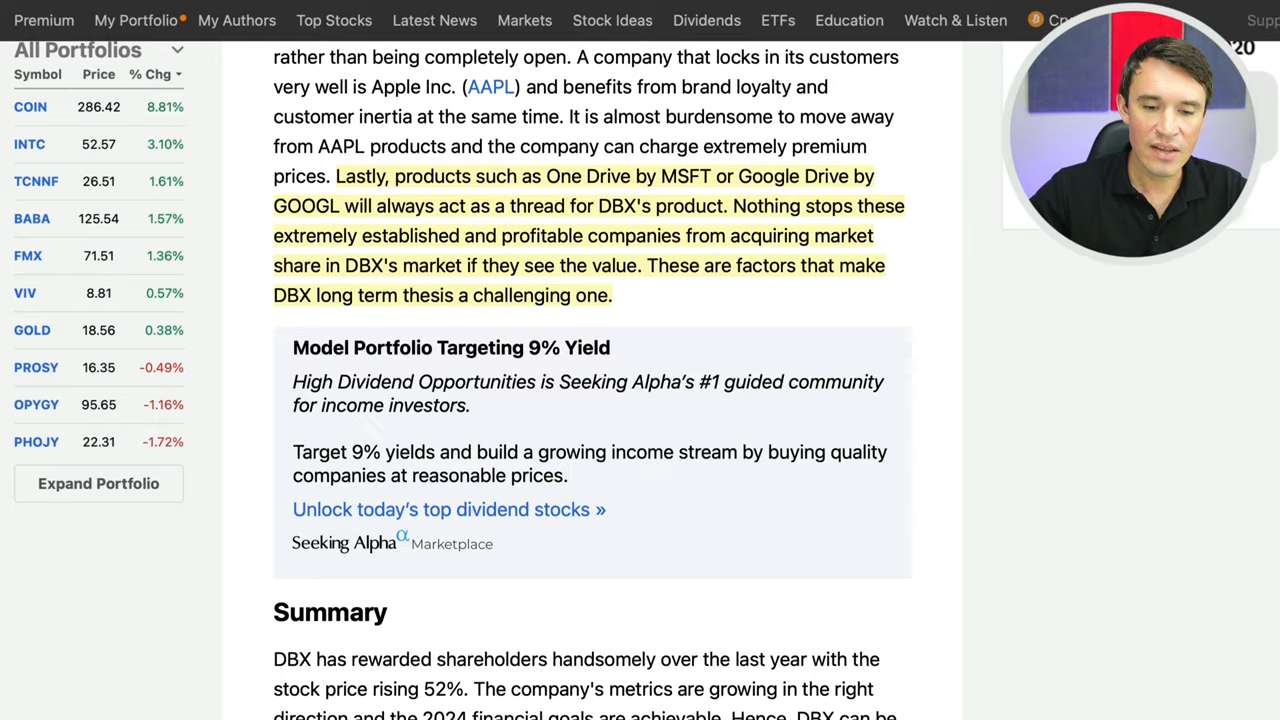 Premium My Portfolio My Authors Top Stocks Latest News Markets Stock Ideas Dividends ETFs Education Watch & Listen
All Portfolios
Symbol Price % Chg
COIN 286.42 8.81%
INTC 52.57 3.10%
TCNNF 26.51 1.61%
BABA 125.54 1.57%
FMX 71.51 1.36%
VIV 8.81 0.57%
GOLD 18.56 0.38%
PROSY 16.35 -0.49%
OPYGY 95.65 -1.16%
PHOJY 22.31 -1.72%
Expand Portfolio
rather than being completely open. A company that locks in its customers
very well is Apple Inc. (AAPL) and benefits from brand loyalty and
customer inertia at the same time. It is almost burdensome to move away
from AAPL products and the company can charge extremely premium
prices. Lastly, products such as One Drive by MSFT or Google Drive by
GOOGL will always act as a thread for DBX's product. Nothing stops these
extremely established and profitable companies from acquiring market
share in DBX's market if they see the value. These are factors that make
DBX long term thesis a challenging one.
Model Portfolio Targeting 9% Yield
High Dividend Opportunities is Seeking Alpha's #1 guided community
for income investors.
Target 9% yields and build a growing income stream by buying quality
companies at reasonable prices.
Unlock today's top dividend stocks »
Seeking Alpha α Marketplace
Summary
DBX has rewarded shareholders handsomely over the last year with the
stock price rising 52%. The company's metrics are growing in the right
direction and the 2024 financial goals are achievable. Hence, DBX can be